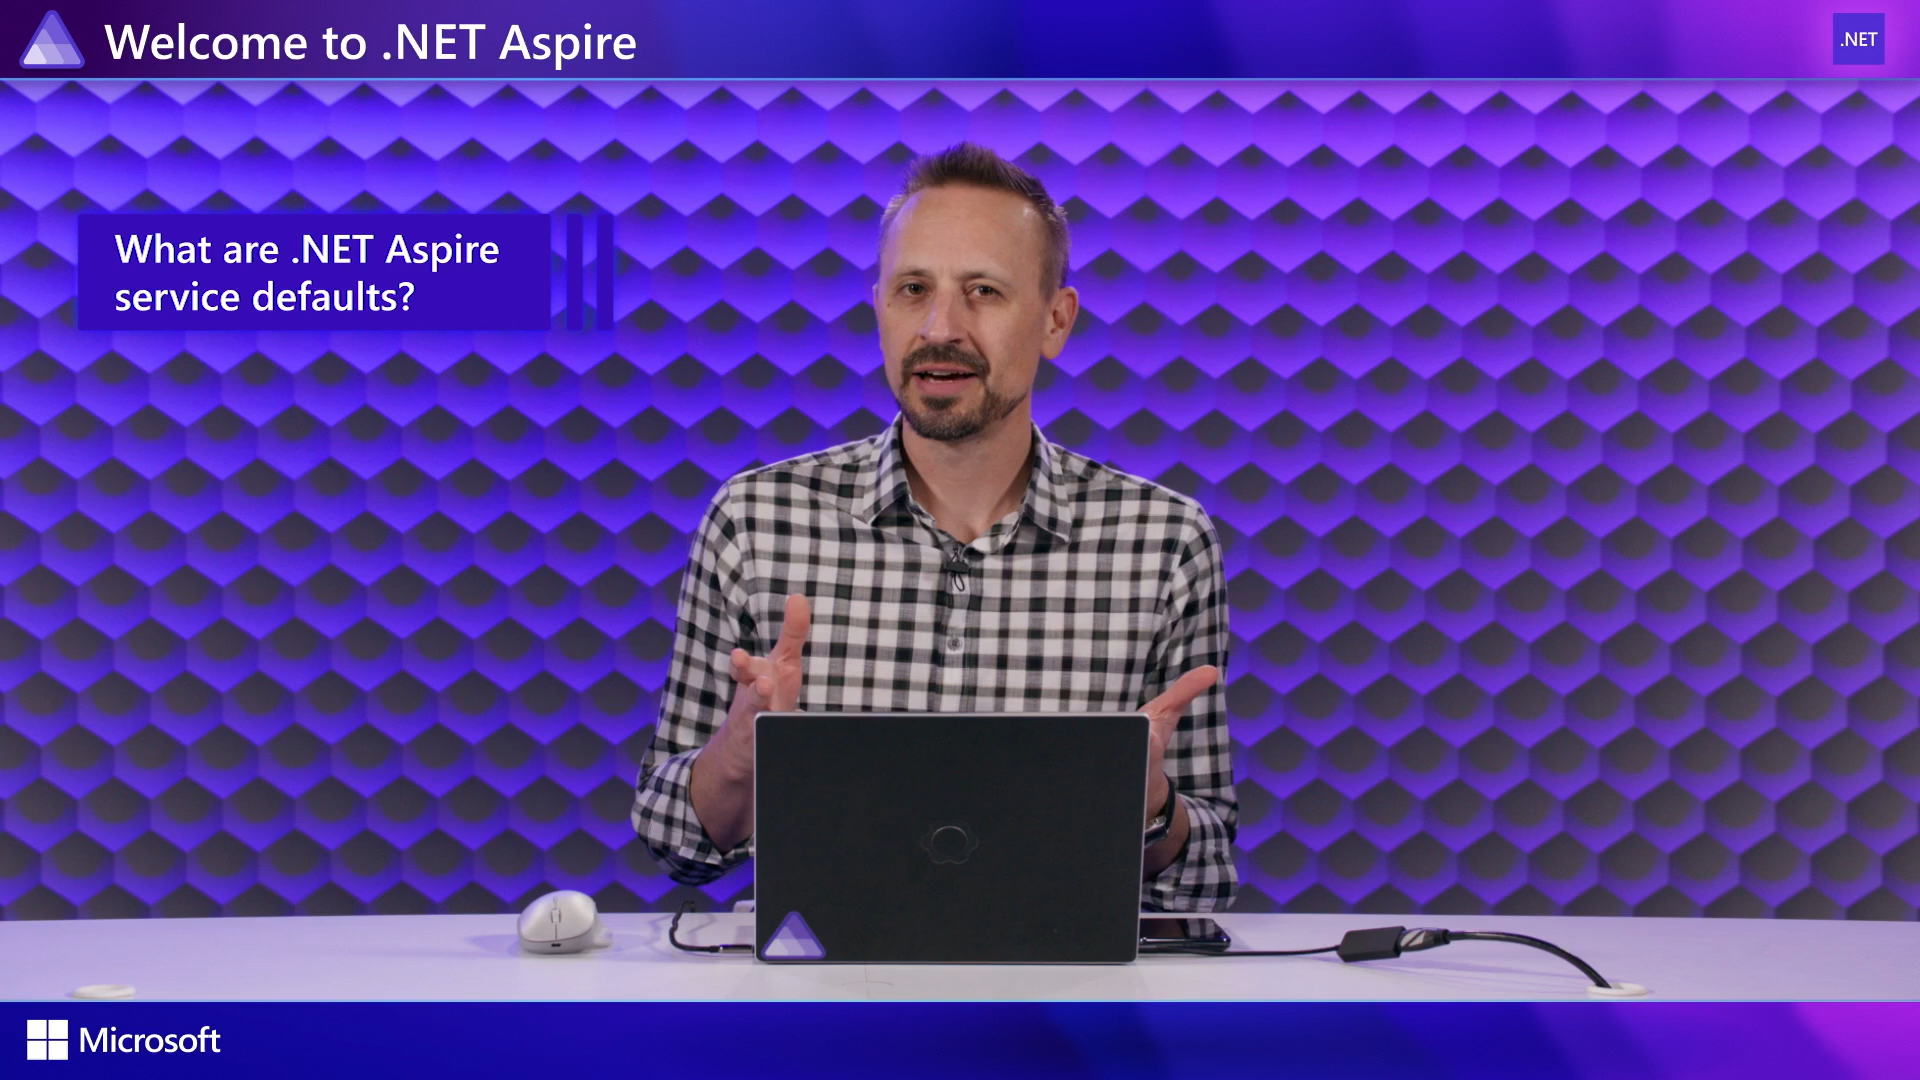 Welcome to .NET Aspire
.NET
What are .NET Aspire
service defaults?
Microsoft